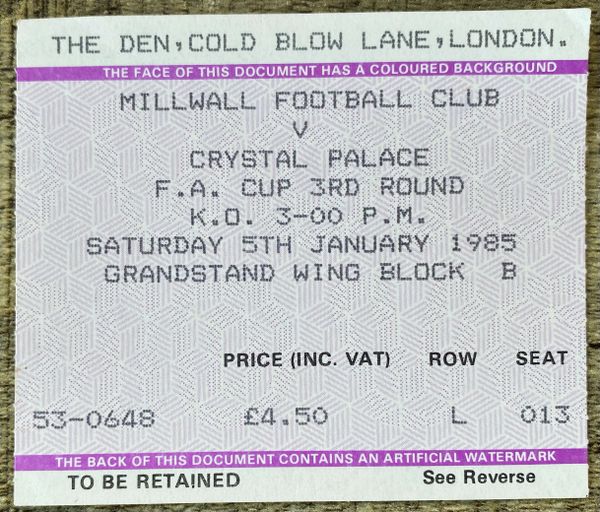 THE DEN,COLD BLOW LANE,LONDON.
THE FACE OF THIS DOCUMENT HAS A COLOURED BACKGROUND
MILLWALL FOOTBALL CLUB
V
CRYSTAL PALACE
F.A. CUP 3RD ROUND
K.O. 3-00 P.M.
SATURDAY 5TH JANUARY 1985
GRANDSTAND WING BLOCK B
PRICE (INC. VAT) ROW SEAT
53-0648 £4.50 L 013
THE BACK OF THIS DOCUMENT CONTAINS AN ARTIFICIAL WATERMARK
TO BE RETAINED See Reverse